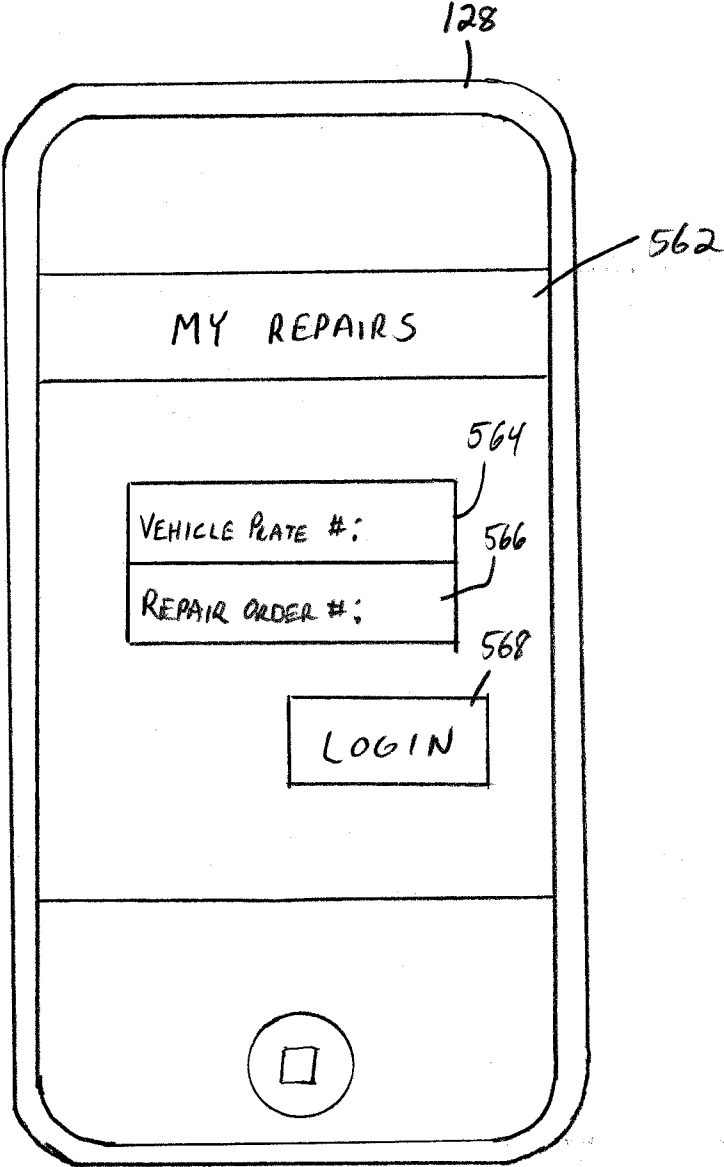 128
562
MY REPAIRS
564
VEHICLE PLATE #:
566
REPAIR ORDER #:
568
LOGIN